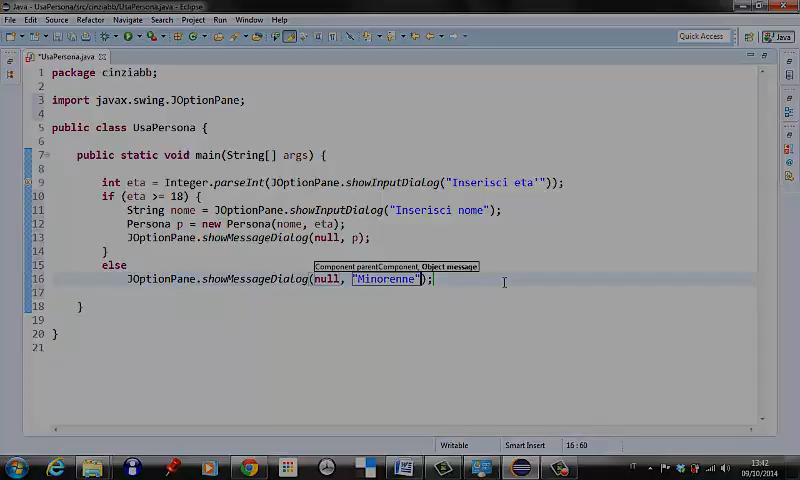 Java - UsaPersona/src/cinziabb/UsaPersona.java - Eclipse
File Edit Source Refactor Navigate Search Project Run Window Help
Quick Access Java
*UsaPersona.java
1 package cinziabb;
2
3 import javax.swing.JOptionPane;
4
5 public class UsaPersona {
6
7 public static void main(String[] args) {
8
9 int eta = Integer.parseInt(JOptionPane.showInputDialog("Inserisci eta'"));
10 if (eta >= 18) {
11 String nome = JOptionPane.showInputDialog("Inserisci nome");
12 Persona p = new Persona(nome, eta);
13 JOptionPane.showMessageDialog(null, p);
14 }
15 else
Component parentComponent, Object message
16 JOptionPane.showMessageDialog(null, "Minorenne");
17
18 }
19
20 }
21
Writable Smart Insert 16 : 60
IT 13:42
09/10/2014